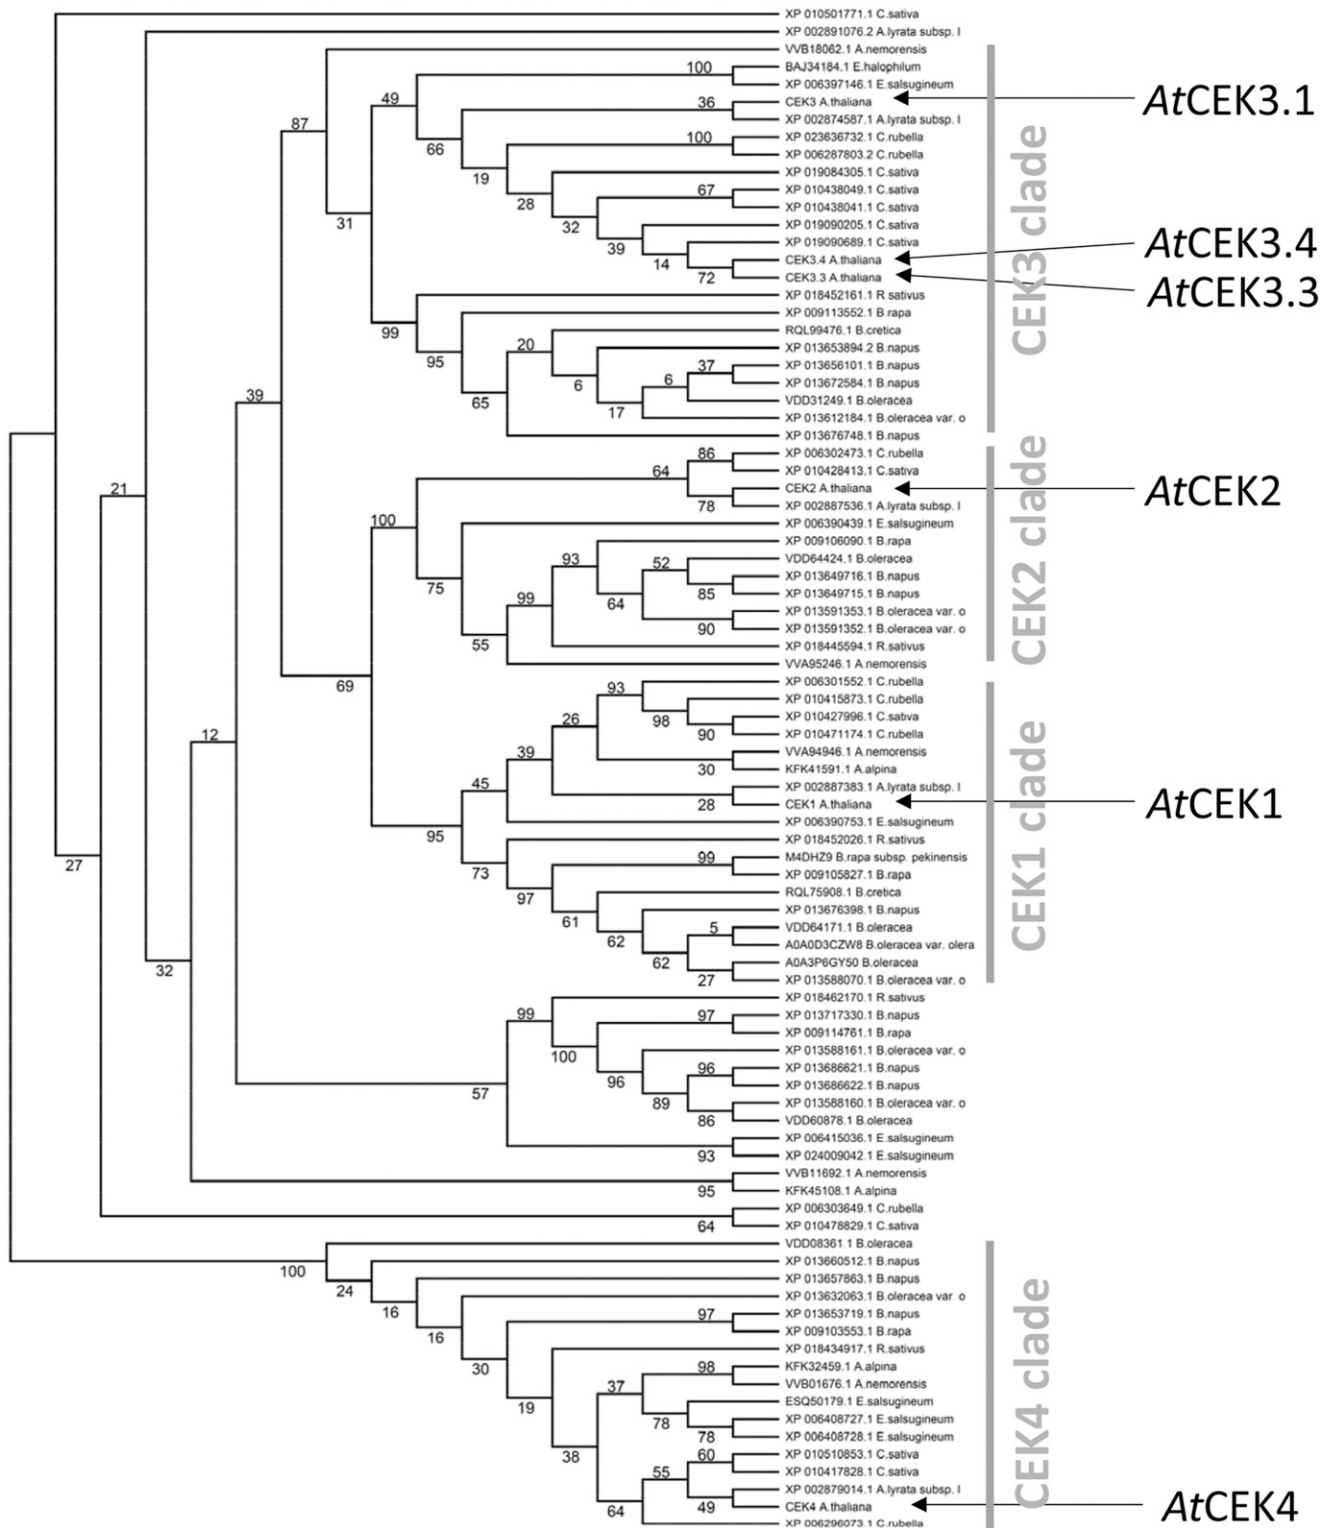 XP 010501771.1 C.sativa
XP 002891076.2 A.lyrata subsp. l
VVB18062.1 A.nemorensis
BAJ34184.1 E.halophilum
100
XP 006397146.1 E.salsugineum
49
36
CEK3 A.thaliana
AtCEK3.1
XP 002874587.1 A.lyrata subsp. l
87
XP 023636732.1 C.rubella
100
66
XP 006287803.2 C.rubella
XP 019084305.1 C.sativa
19
XP 010438049.1 C.sativa
67
28
XP 010438041.1 C.sativa
31
32
XP 019090205.1 C.sativa
39
XP 019090689.1 C.sativa
AtCEK3.4
14
CEK3.4 A.thaliana
72
CEK3.3 A.thaliana
AtCEK3.3
XP 018452161.1 R.sativus
CEK3 clade
XP 009113552.1 B.rapa
99
RQL99476.1 B.cretica
20
XP 013653894.2 B.napus
95
XP 013656101.1 B.napus
37
6
6
XP 013672584.1 B.napus
VDD31249.1 B.oleracea
65
17
39
XP 013612184.1 B.oleracea var. o
XP 013676748.1 B.napus
XP 006302473.1 C.rubella
86
64
XP 010428413.1 C.sativa
21
CEK2 A.thaliana
AtCEK2
78
XP 002887536.1 A.lyrata subsp. l
100
XP 006390439.1 E.salsugineum
XP 009106090.1 B.rapa
CEK2 clade
VDD64424.1 B.oleracea
93
52
XP 013649716.1 B.napus
75
85
XP 013649715.1 B.napus
99
64
XP 013591353.1 B.oleracea var. o
90
XP 013591352.1 B.oleracea var. o
55
XP 018445594.1 R.sativus
VVA95246.1 A.nemorensis
69
XP 006301552.1 C.rubella
93
XP 010415873.1 C.rubella
26
98
XP 010427996.1 C.sativa
12
90
XP 010471174.1 C.rubella
39
VVA94946.1 A.nemorensis
30
KFK41591.1 A.alpina
45
XP 002887383.1 A.lyrata subsp. l
28
CEK1 A.thaliana
AtCEK1
95
XP 006390753.1 E.salsugineum
CEK1 clade
XP 018452026.1 R.sativus
27
99
M4DHZ9 B.rapa subsp. pekinensis
73
XP 009105827.1 B.rapa
97
RQL75908.1 B.cretica
61
XP 013676398.1 B.napus
62
5
VDD64171.1 B.oleracea
A0A0D3CZW8 B.oleracea var. olera
62
A0A3P6GY50 B.oleracea
32
27
XP 013588070.1 B.oleracea var. o
XP 018462170.1 R.sativus
99
97
XP 013717330.1 B.napus
XP 009114761.1 B.rapa
100
XP 013588161.1 B.oleracea var. o
96
96
XP 013686621.1 B.napus
57
XP 013686622.1 B.napus
89
XP 013588160.1 B.oleracea var. o
86
VDD60878.1 B.oleracea
XP 006415036.1 E.salsugineum
93
XP 024009042.1 E.salsugineum
VVB11692.1 A.nemorensis
95
KFK45108.1 A.alpina
XP 006303649.1 C.rubella
64
XP 010478829.1 C.sativa
VDD08361.1 B.oleracea
100
XP 013660512.1 B.napus
24
XP 013657863.1 B.napus
16
XP 013632063.1 B.oleracea var. o
97
XP 013653719.1 B.napus
16
XP 009103553.1 B.rapa
XP 018434917.1 R.sativus
CEK4 clade
30
98
KFK32459.1 A.alpina
37
VVB01676.1 A.nemorensis
19
ESQ50179.1 E.salsugineum
78
XP 006408727.1 E.salsugineum
78
XP 006408728.1 E.salsugineum
38
60
XP 010510853.1 C.sativa
55
XP 010417828.1 C.sativa
XP 002879014.1 A.lyrata subsp. l
64
49
CEK4 A.thaliana
AtCEK4
XP 006296073.1 C.rubella